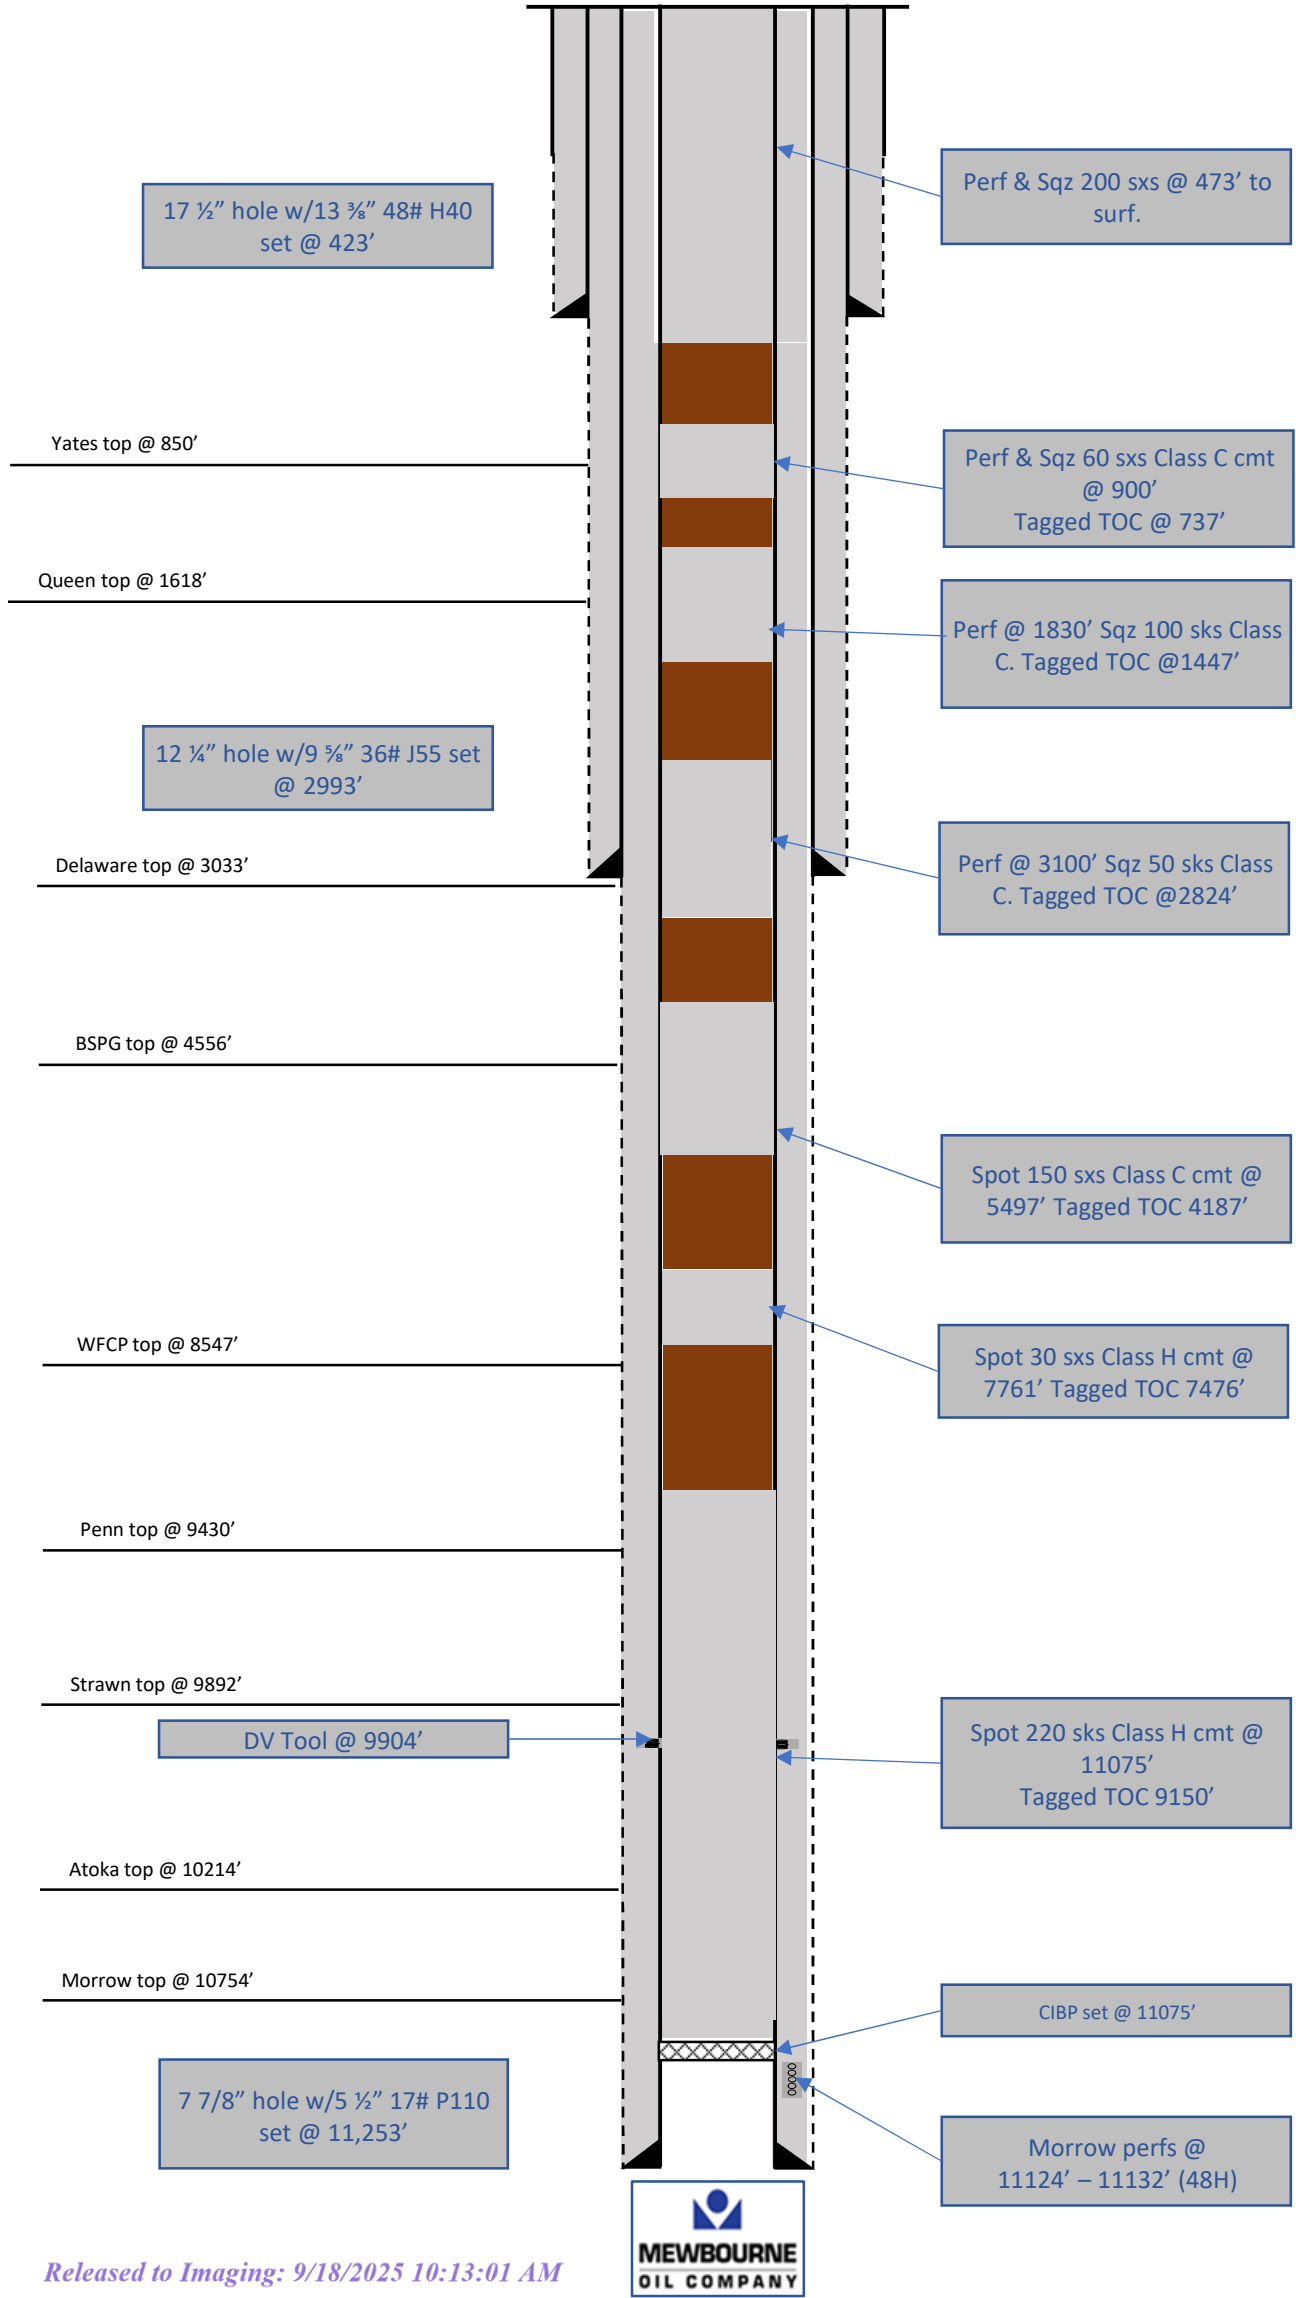 Perf & Sqz 200 sxs @ 473’ to
surf.
17 ½” hole w/13 ⅜” 48# H40
set @ 423’
Yates top @ 850’
Perf & Sqz 60 sxs Class C cmt
@ 900’
Tagged TOC @ 737’
Queen top @ 1618’
Perf @ 1830’ Sqz 100 sks Class
C. Tagged TOC @1447’
12 ¼” hole w/9 ⅝” 36# J55 set
@ 2993’
Delaware top @ 3033’
Perf @ 3100’ Sqz 50 sks Class
C. Tagged TOC @2824’
BSPG top @ 4556’
Spot 150 sxs Class C cmt @
5497’ Tagged TOC 4187’
WFCP top @ 8547’
Spot 30 sxs Class H cmt @
7761’ Tagged TOC 7476’
Penn top @ 9430’
Strawn top @ 9892’
DV Tool @ 9904’
Spot 220 sks Class H cmt @
11075’
Tagged TOC 9150’
Atoka top @ 10214’
Morrow top @ 10754’
CIBP set @ 11075’
7 7/8” hole w/5 ½” 17# P110
set @ 11,253’
Morrow perfs @
11124’ – 11132’ (48H)
MEWBOURNE
OIL COMPANY
Released to Imaging: 9/18/2025 10:13:01 AM